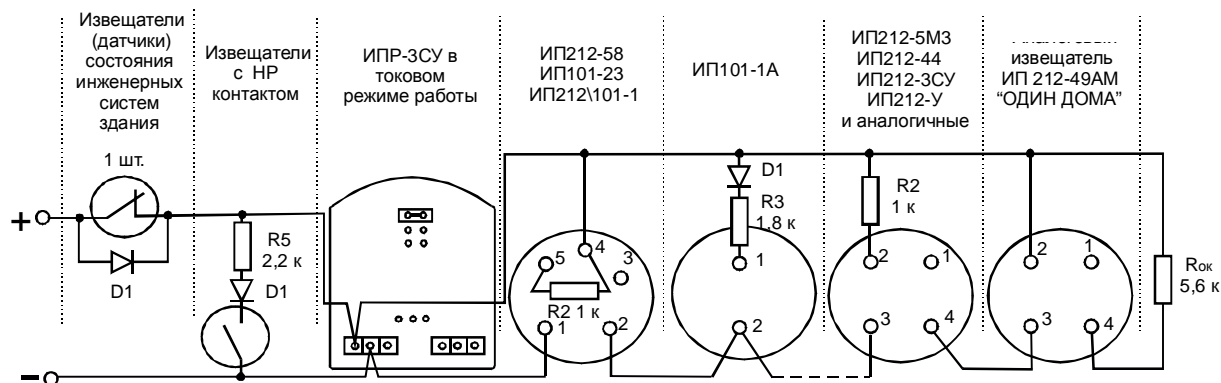 Извещатели
(датчики)
состояния
инженерных
систем
здания
1 шт.
+
D1
Извещатели
с НР
контактом
R5
2,2 к
D1
–
ИПР-3СУ в
токовом
режиме работы
ИП212-58
ИП101-23
ИП212\101-1
4
5
3
R2 1 к
1
2
ИП101-1А
D1
R3
1,8 к
1
2
ИП212-5М3
ИП212-44
ИП212-3СУ
ИП212-У
и аналогичные
R2
1 к
2
1
3
4
извещатель
ИП 212-49АМ
“ОДИН ДОМА”
2
1
3
4
Rок
5,6 к